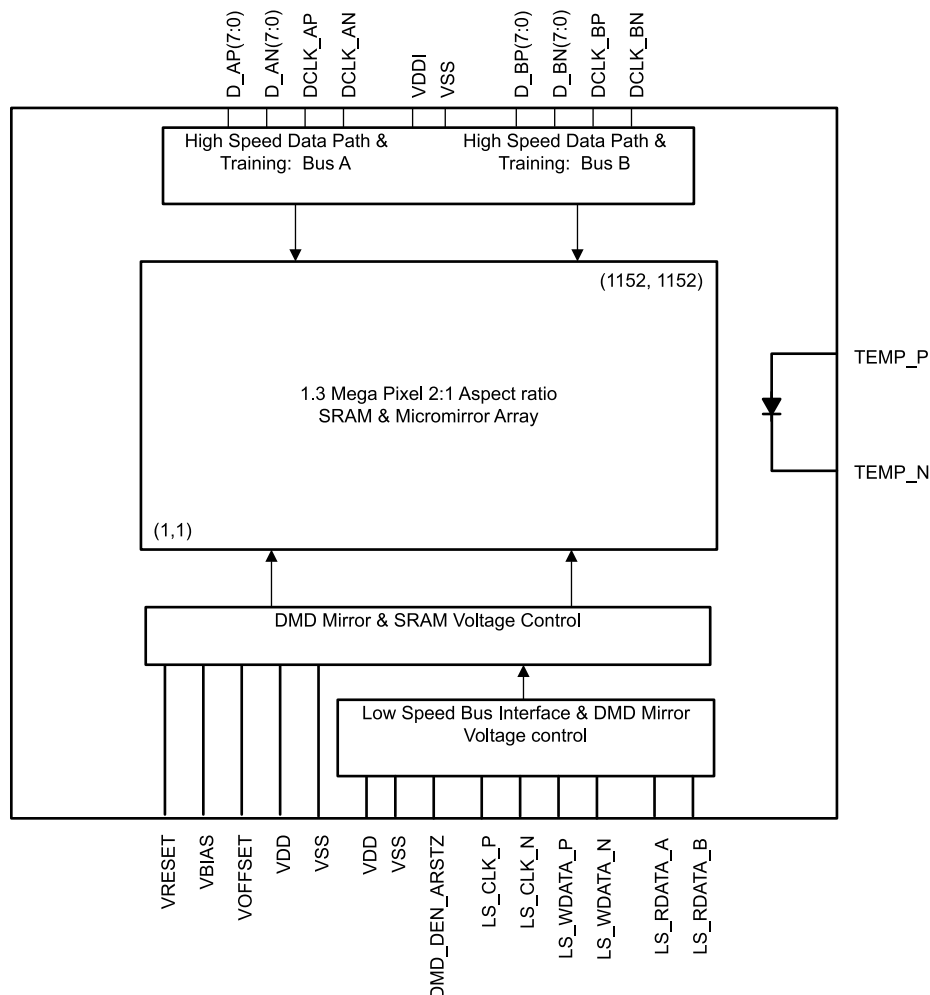 D_AP(7:0)
D_AN(7:0)
DCLK_AP
DCLK_AN
VDDI
VSS
D_BP(7:0)
D_BN(7:0)
DCLK_BP
DCLK_BN
High Speed Data Path &
Training: Bus A
High Speed Data Path &
Training: Bus B
(1152, 1152)
1.3 Mega Pixel 2:1 Aspect ratio
SRAM & Micromirror Array
(1,1)
TEMP_P
TEMP_N
DMD Mirror & SRAM Voltage Control
Low Speed Bus Interface & DMD Mirror
Voltage control
VRESET
VBIAS
VOFFSET
VDD
VSS
VDD
VSS
DMD_DEN_ARSTZ
LS_CLK_P
LS_CLK_N
LS_WDATA_P
LS_WDATA_N
LS_RDATA_A
LS_RDATA_B